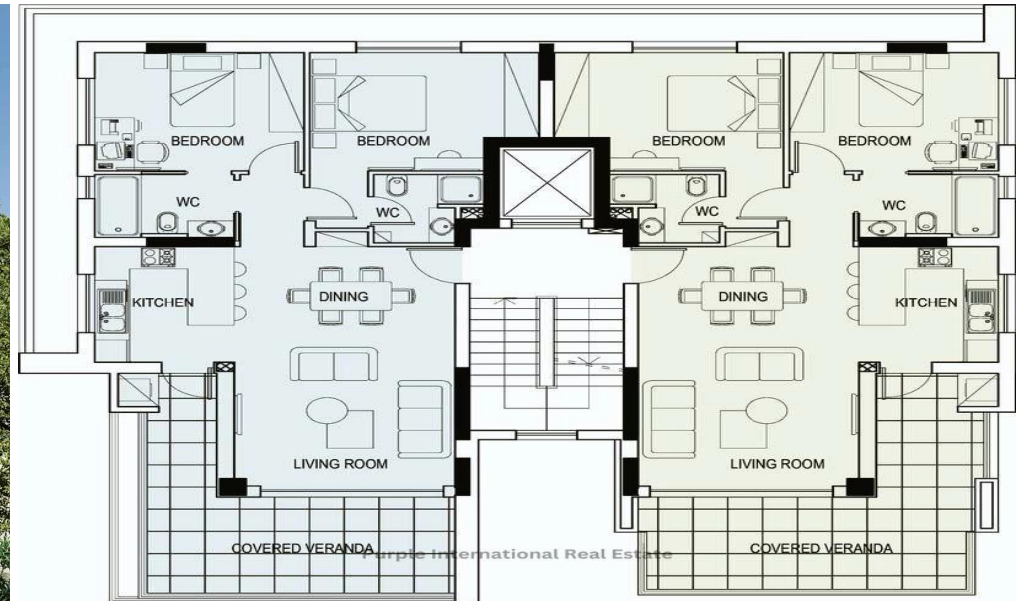 BEDROOM
BEDROOM
BEDROOM
BEDROOM
WC
WC
WC
WC
KITCHEN
DINING
DINING
KITCHEN
LIVING ROOM
LIVING ROOM
COVERED VERANDA
COVERED VERANDA
Purple International Real Estate